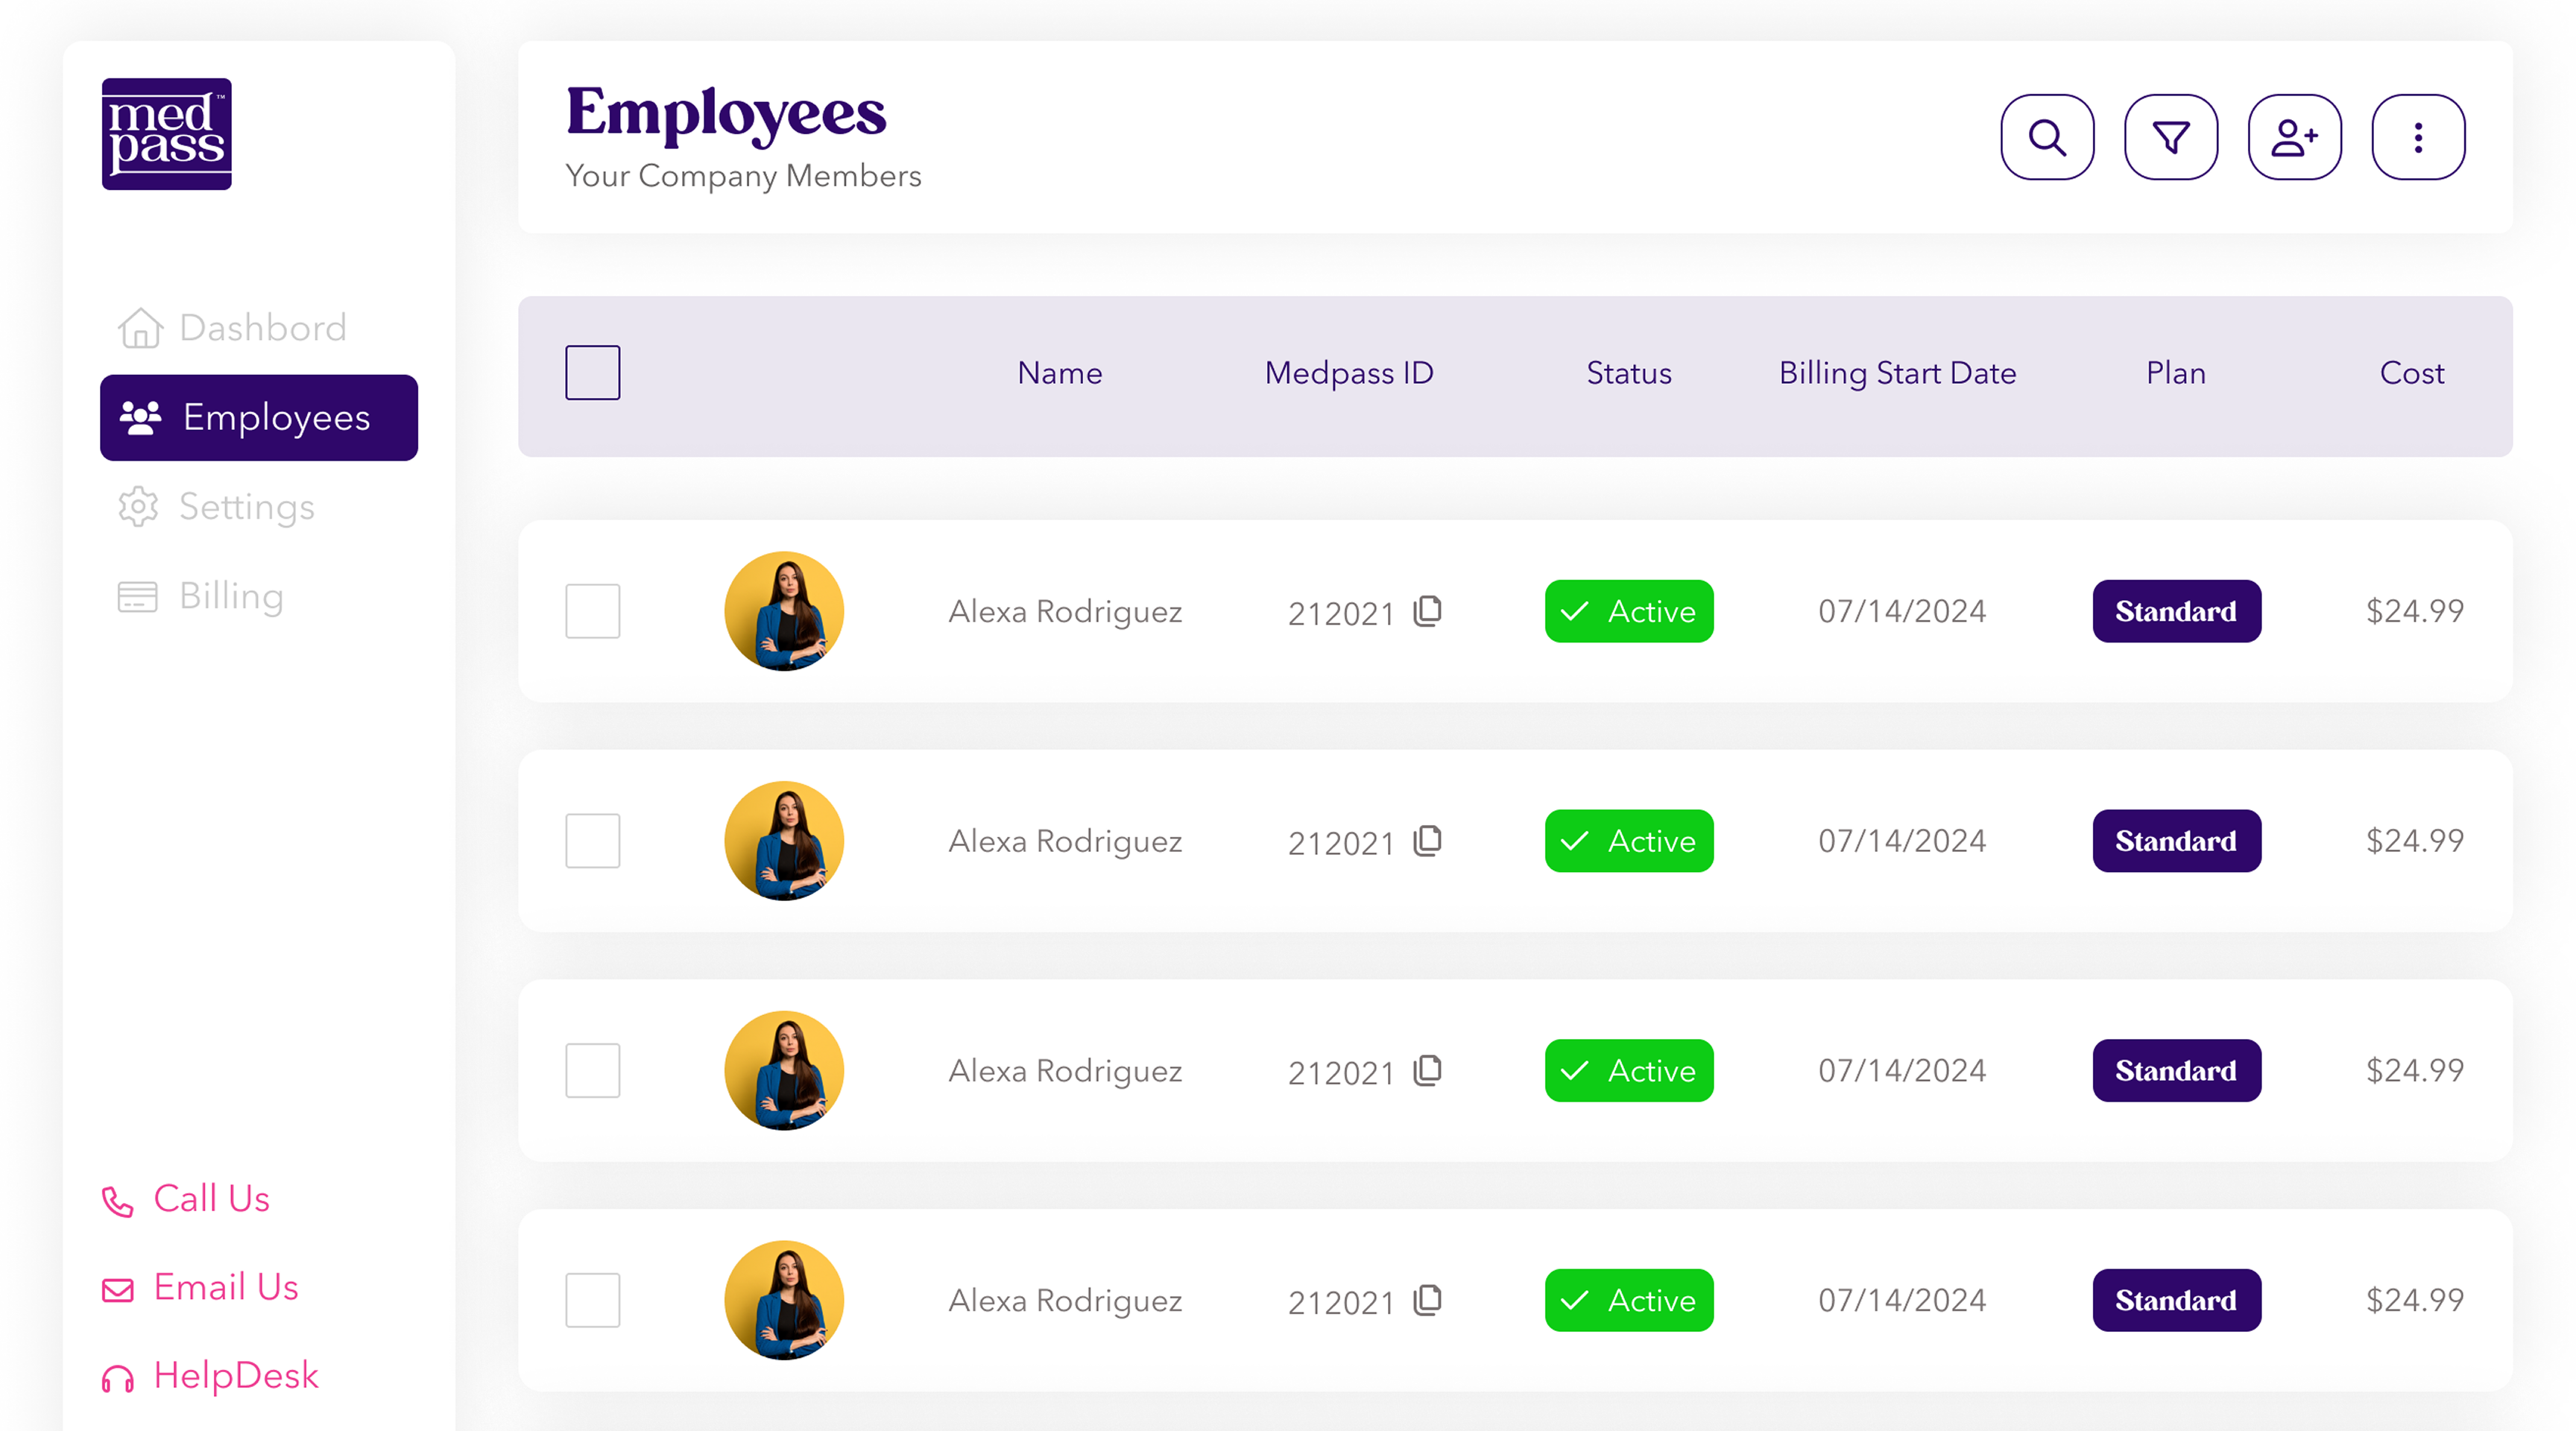 med™
pass
Dashbord
Employees
Settings
Billing
Call Us
Email Us
HelpDesk
Employees
Your Company Members
Name Medpass ID Status Billing Start Date Plan Cost
Alexa Rodriguez 212021 Active 07/14/2024 Standard $24.99
Alexa Rodriguez 212021 Active 07/14/2024 Standard $24.99
Alexa Rodriguez 212021 Active 07/14/2024 Standard $24.99
Alexa Rodriguez 212021 Active 07/14/2024 Standard $24.99